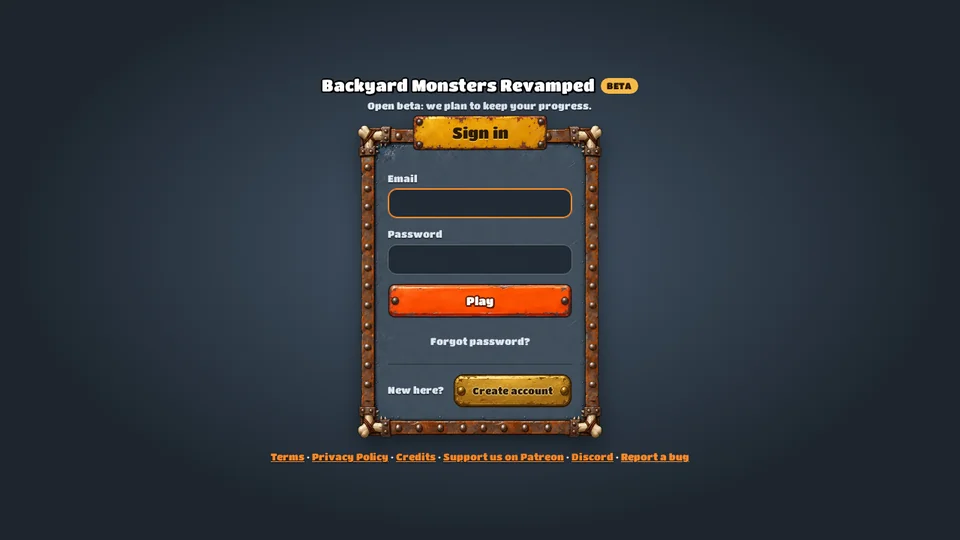 Backyard Monsters Revamped BETA
Open beta: we plan to keep your progress.
Sign in
Email
Password
Play
Forgot password?
New here? Create account
Terms · Privacy Policy · Credits · Support us on Patreon · Discord · Report a bug